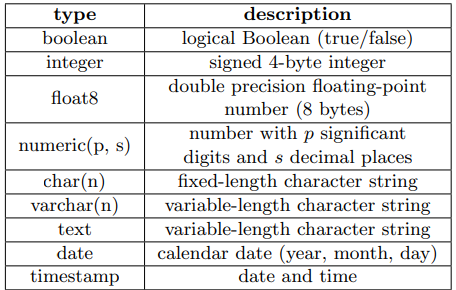 type description
boolean logical Boolean (true/false)
integer signed 4-byte integer
float8 double precision floating-point
number (8 bytes)
numeric(p, s) number with p significant
digits and s decimal places
char(n) fixed-length character string
varchar(n) variable-length character string
text variable-length character string
date calendar date (year, month, day)
timestamp date and time